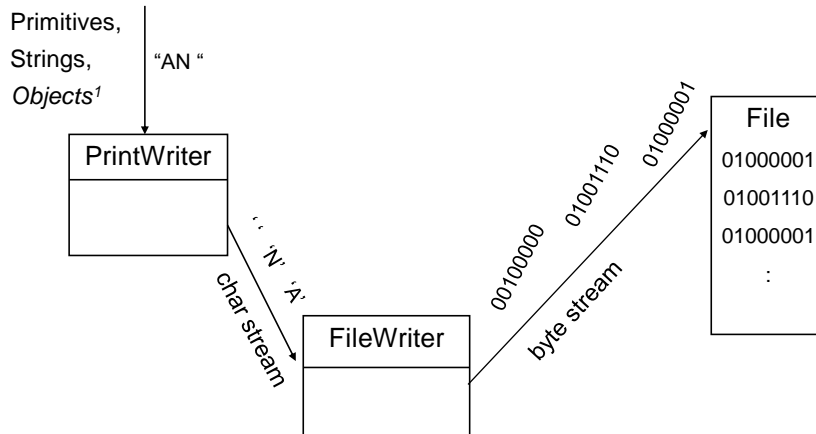 Primitives,
Strings,
Objects¹
“AN “
PrintWriter
‘ ‘ ‘N’ ‘A’
char stream
FileWriter
00100000 01001110 01000001
byte stream
File
01000001
01001110
01000001
: